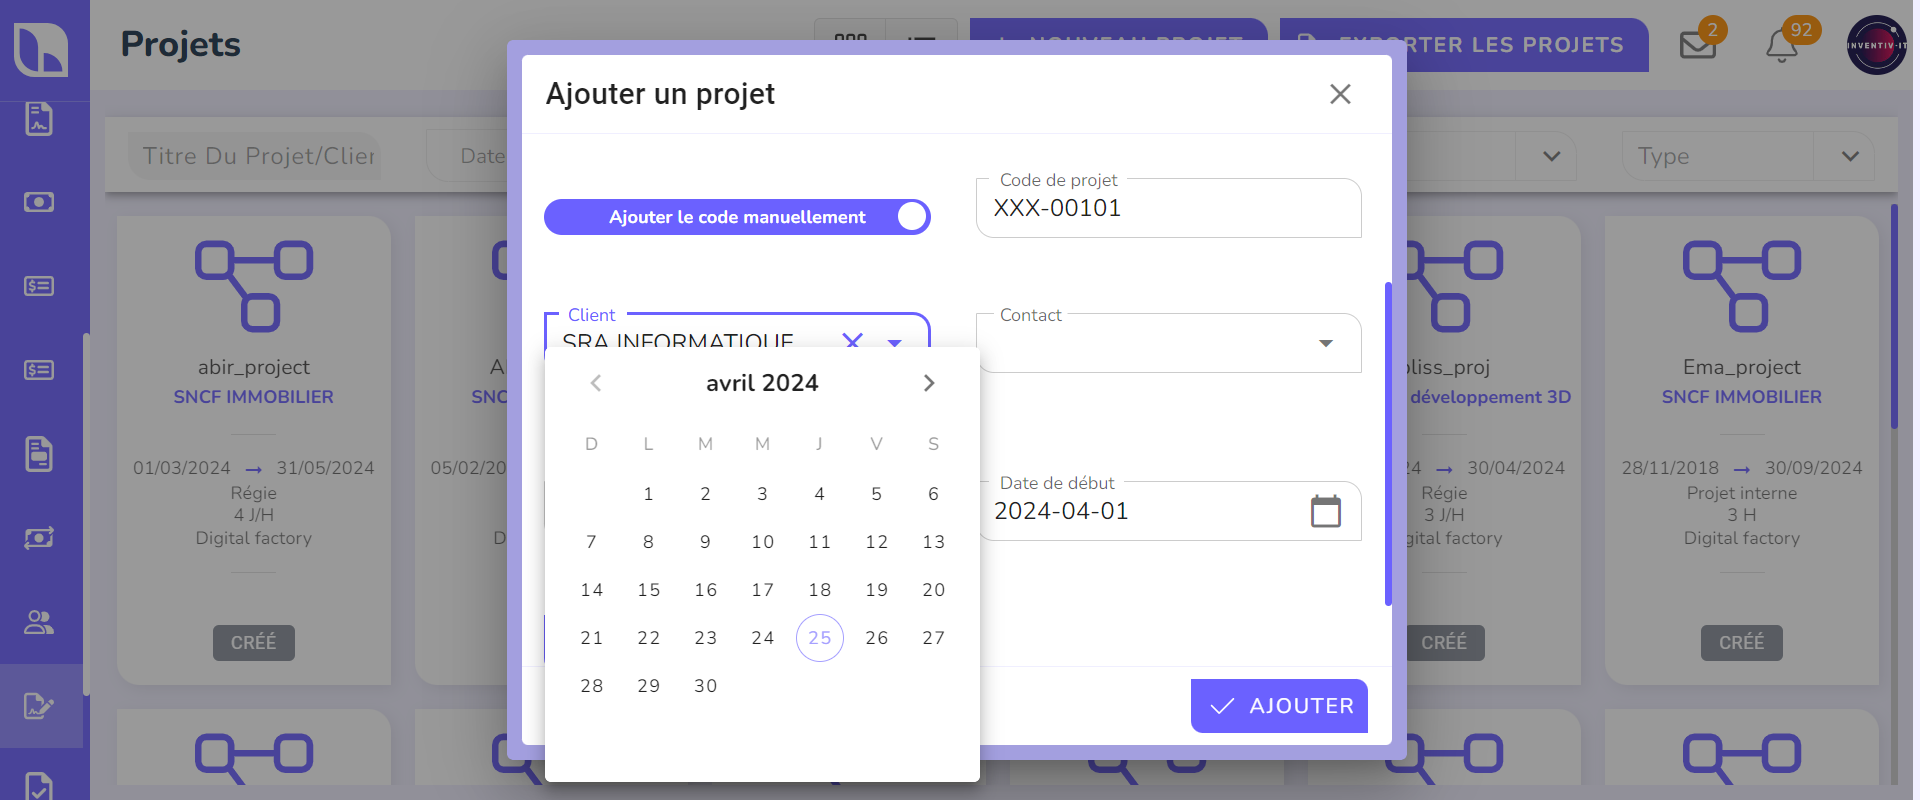 Projets
NOUVEAU PROJET
EXPORTER LES PROJETS
2
92
INVENTIV-IT
Titre Du Projet/Clier
Date
Type
Ajouter un projet
Ajouter le code manuellement
Code de projet
XXX-00101
Client
SRA INFORMATIQUE
Contact
avril 2024
D L M M J V S
1 2 3 4 5 6
7 8 9 10 11 12 13
14 15 16 17 18 19 20
21 22 23 24 25 26 27
28 29 30
Date de début
2024-04-01
AJOUTER
abir_project
SNCF IMMOBILIER
01/03/2024 → 31/05/2024
Régie
4 J/H
Digital factory
CRÉÉ
A
SNC
05/02/20
D
bliss_proj
développement 3D
24 → 30/04/2024
Régie
3 J/H
gital factory
CRÉÉ
Ema_project
SNCF IMMOBILIER
28/11/2018 → 30/09/2024
Projet interne
3 H
Digital factory
CRÉÉ